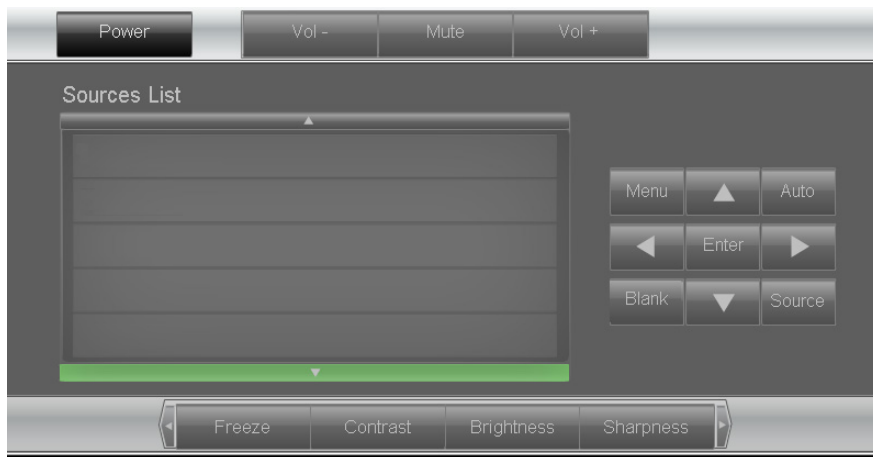 Power Vol - Mute Vol +
Sources List
Menu Auto
Enter
Blank Source
Freeze Contrast Brightness Sharpness